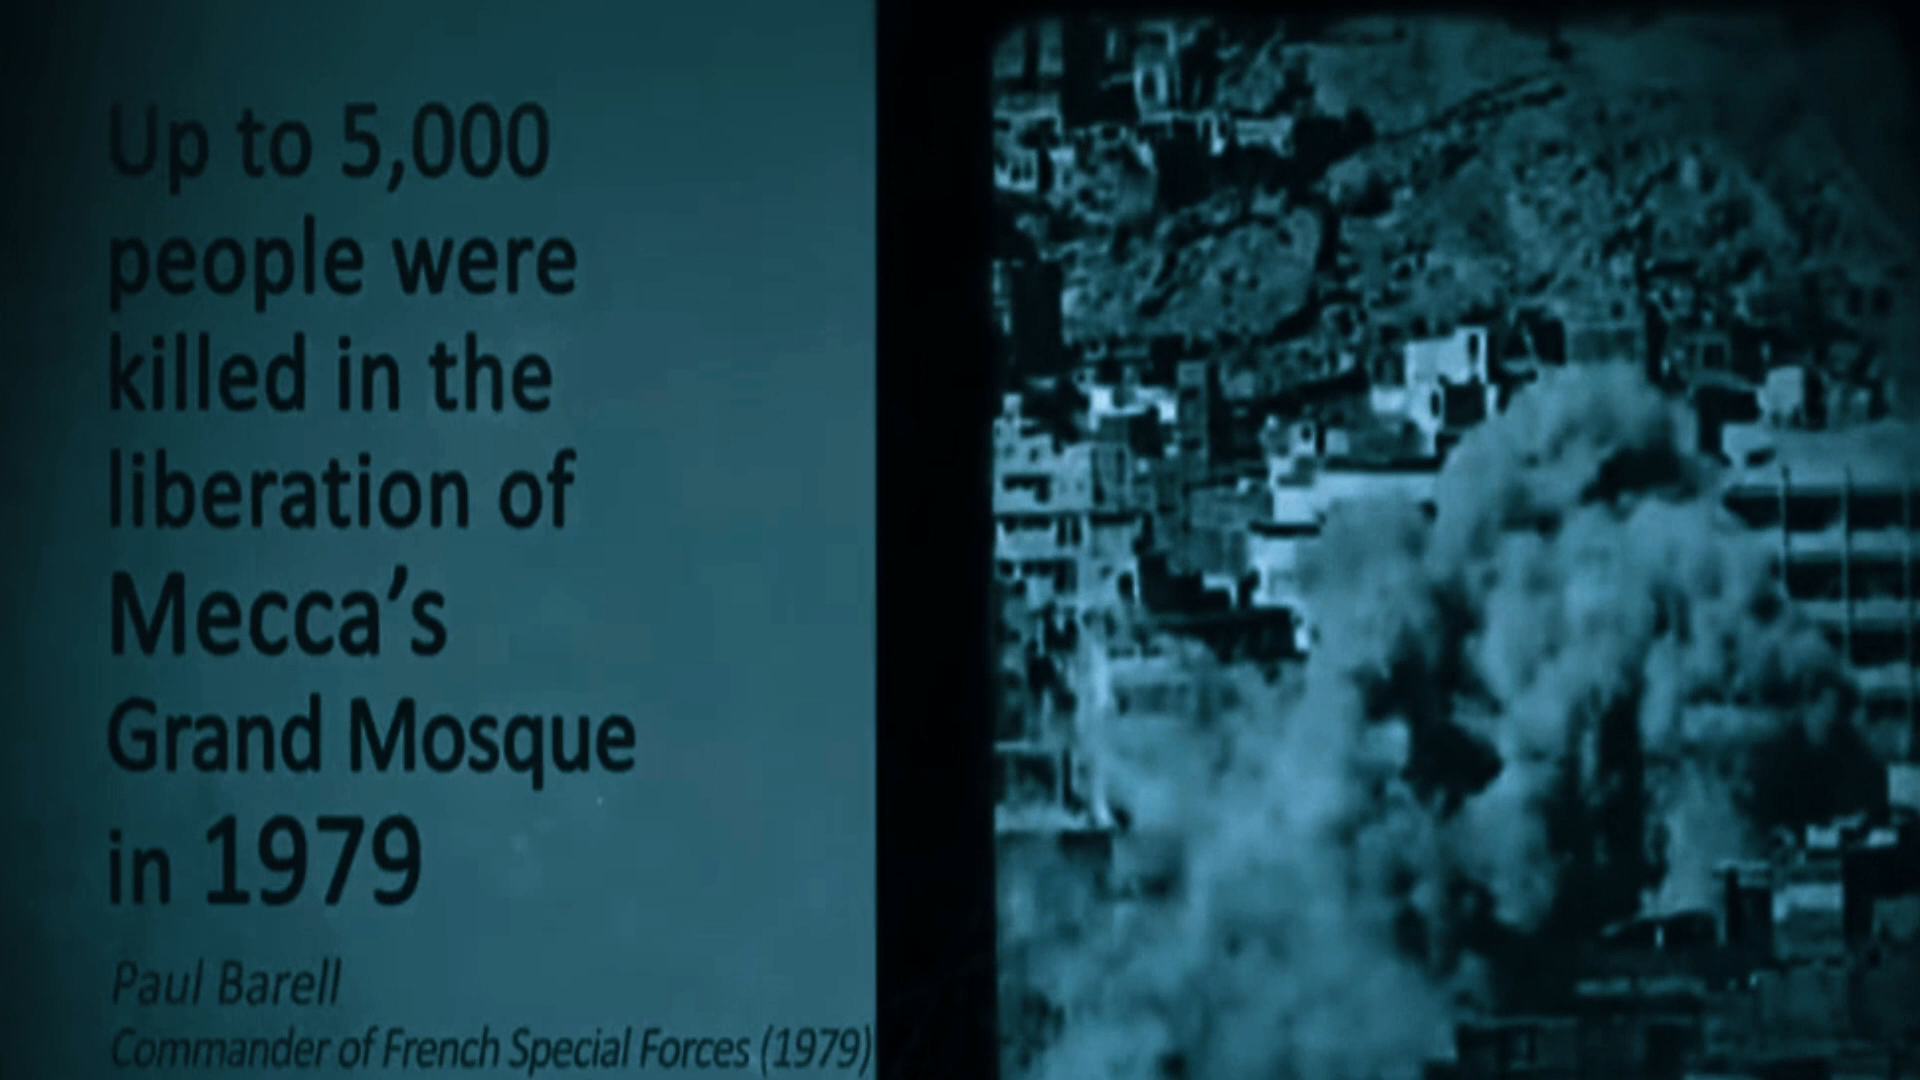 Up to 5,000
people were
killed in the
liberation of
Mecca’s
Grand Mosque
in 1979
Paul Barell
Commander of French Special Forces (1979)